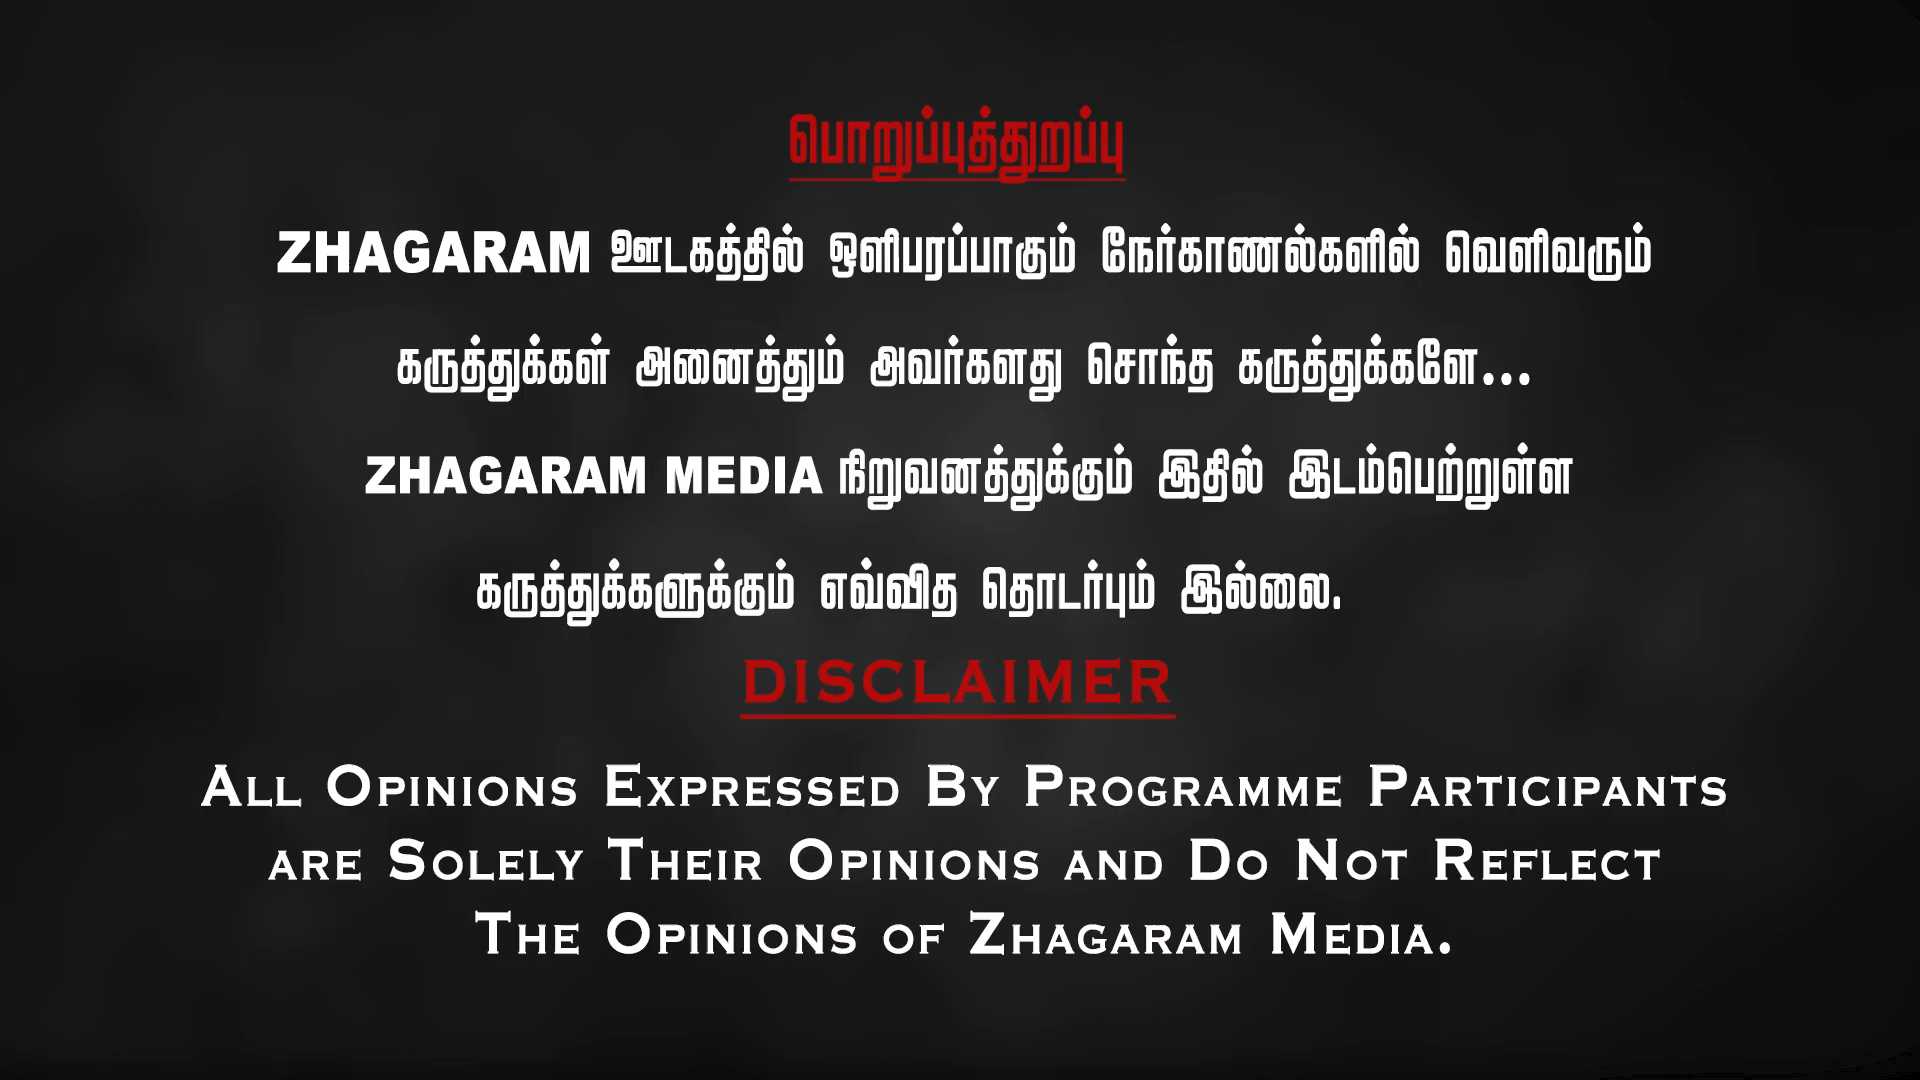 பொறுப்புத்துறப்பு
ZHAGARAM ஊடகத்தில் ஒளிபரப்பாகும் நேர்காணல்களில் வெளிவரும்
கருத்துக்கள் அனைத்தும் அவர்களது சொந்த கருத்துக்களே...
ZHAGARAM MEDIA நிறுவனத்துக்கும் இதில் இடம்பெற்றுள்ள
கருத்துக்களுக்கும் எவ்வித தொடர்பும் இல்லை.
DISCLAIMER
All Opinions Expressed By Programme Participants
are Solely Their Opinions and Do Not Reflect
The Opinions of Zhagaram Media.